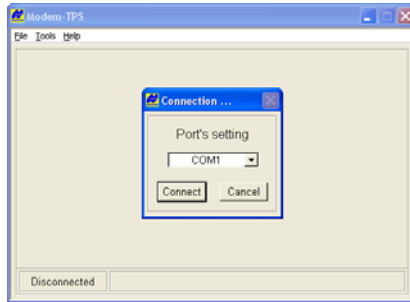 Modem-TPS
File Tools Help
Connection ...
Port's setting
COM1
Connect Cancel
Disconnected